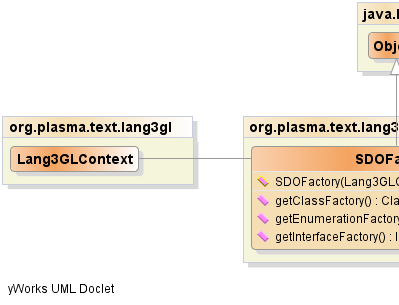 java.
Obj
org.plasma.text.lang3gl
Lang3GLContext
org.plasma.text.lang3
SDOFa
SDOFactory(Lang3GLC
getClassFactory() : Cla
getEnumerationFactory
getInterfaceFactory() : I
yWorks UML Doclet